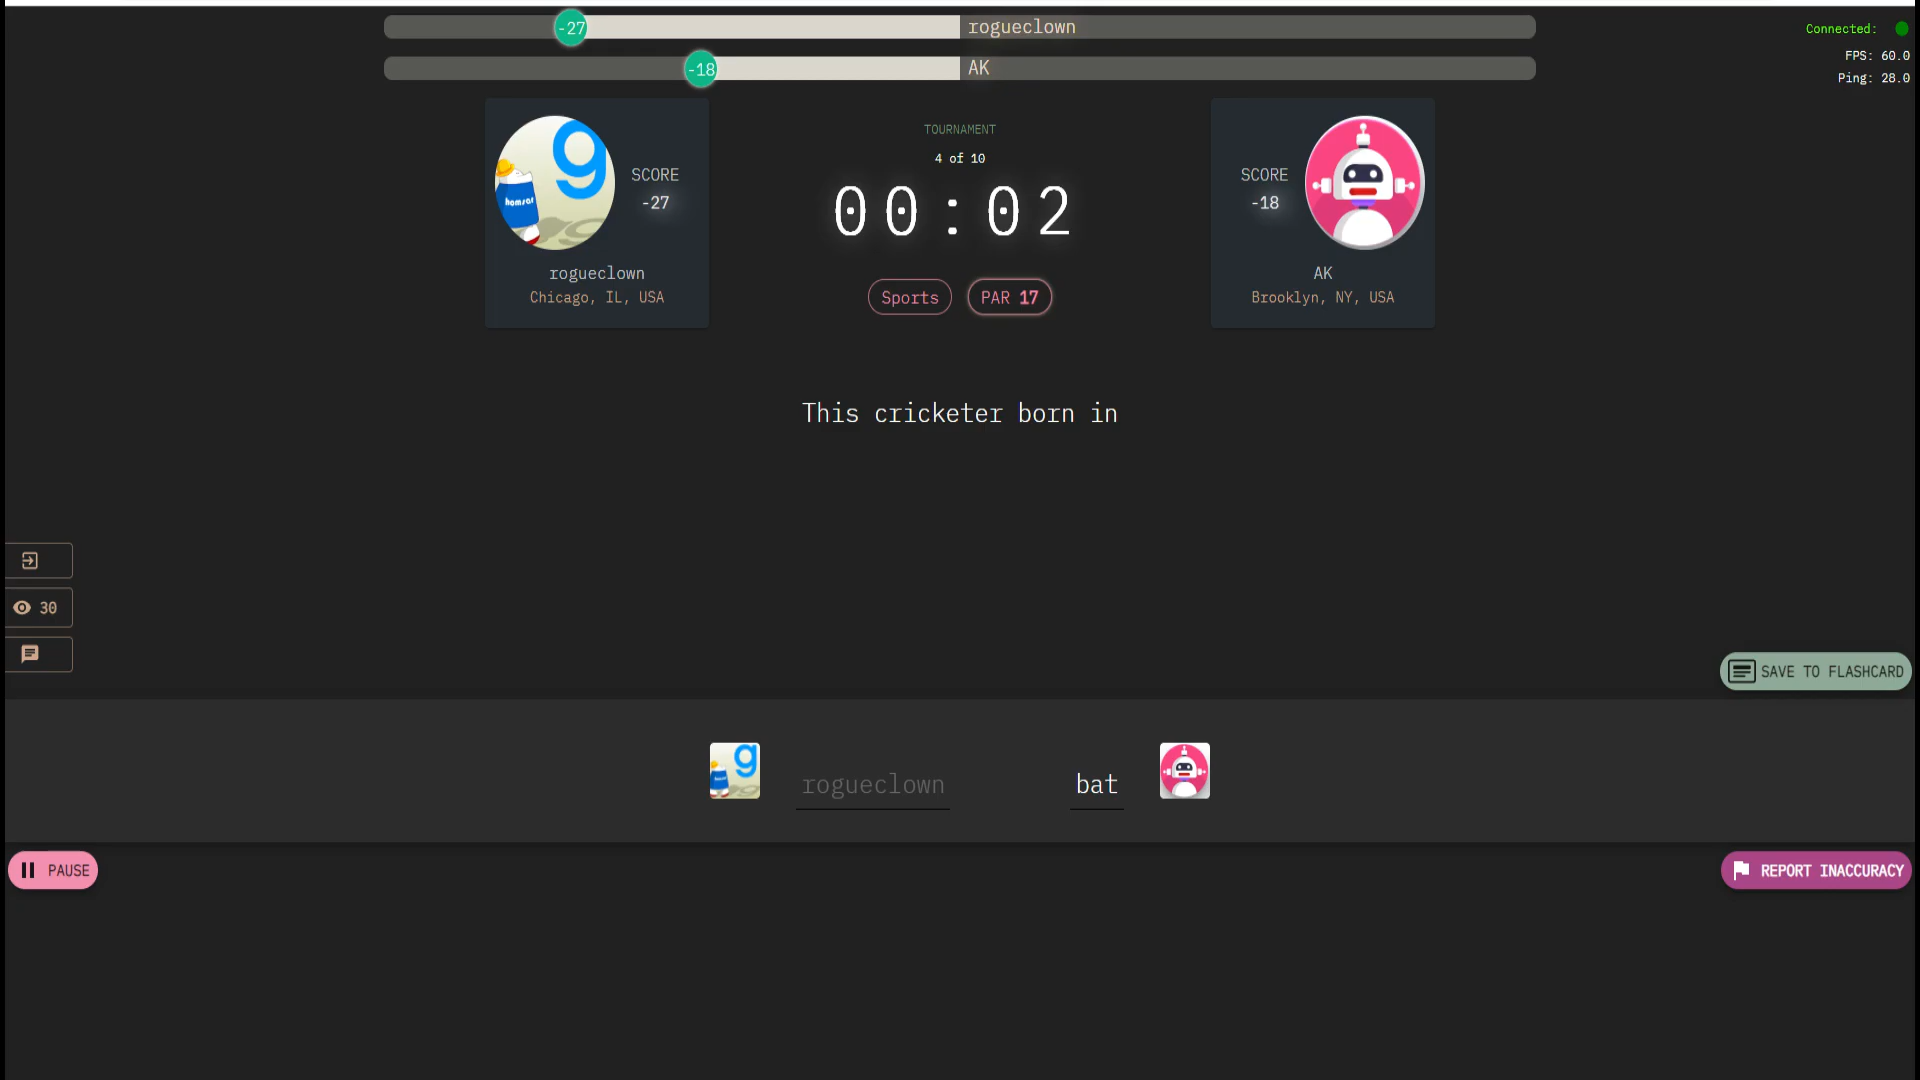 -27 rogueclown
-18 AK
Connected:
FPS: 60.0
Ping: 28.0
g
homsar
SCORE
-27
rogueclown
Chicago, IL, USA
TOURNAMENT
4 of 10
00:02
Sports PAR 17
SCORE
-18
AK
Brooklyn, NY, USA
This cricketer born in
30
SAVE TO FLASHCARD
g
homsar
rogueclown
bat
PAUSE
REPORT INACCURACY